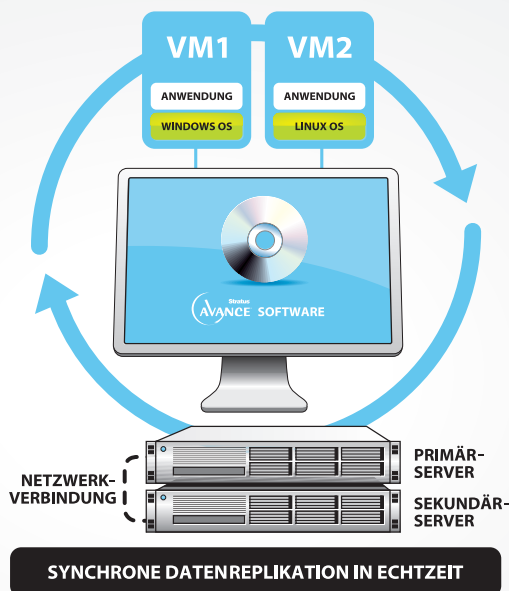 VM1
VM2
ANWENDUNG
ANWENDUNG
WINDOWS OS
LINUX OS
Stratus
AVANCE SOFTWARE
NETZWERK-
VERBINDUNG
PRIMÄR-
SERVER
SEKUNDÄR-
SERVER
SYNCHRONE DATENREPLIKATION IN ECHTZEIT